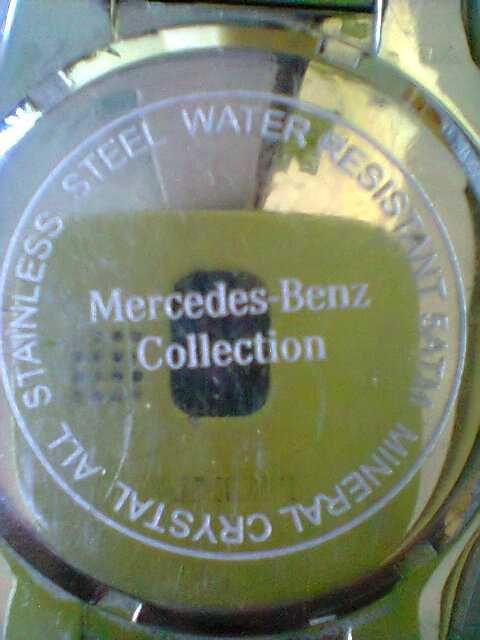 ALL STAINLESS STEEL WATER RESISTANT 5ATM MINERAL CRYSTAL
Mercedes-Benz
Collection